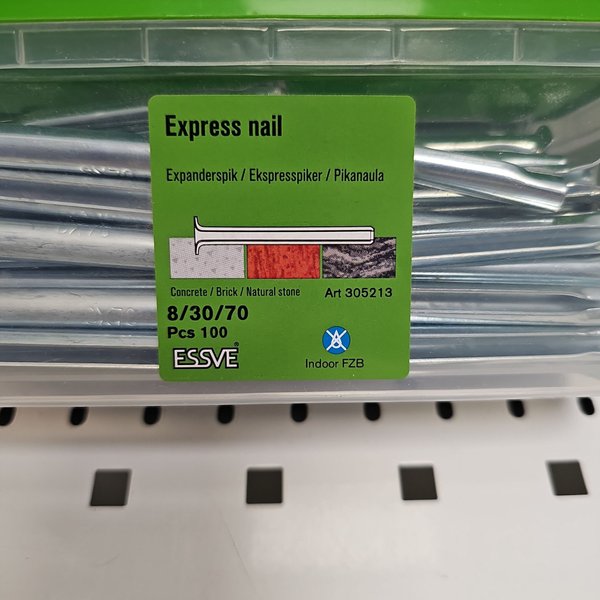 Express nail
Expanderspik / Ekspresspiker / Pikanaula
Concrete / Brick / Natural stone Art 305213
8/30/70
Pcs 100
ESSVE®
Indoor FZB